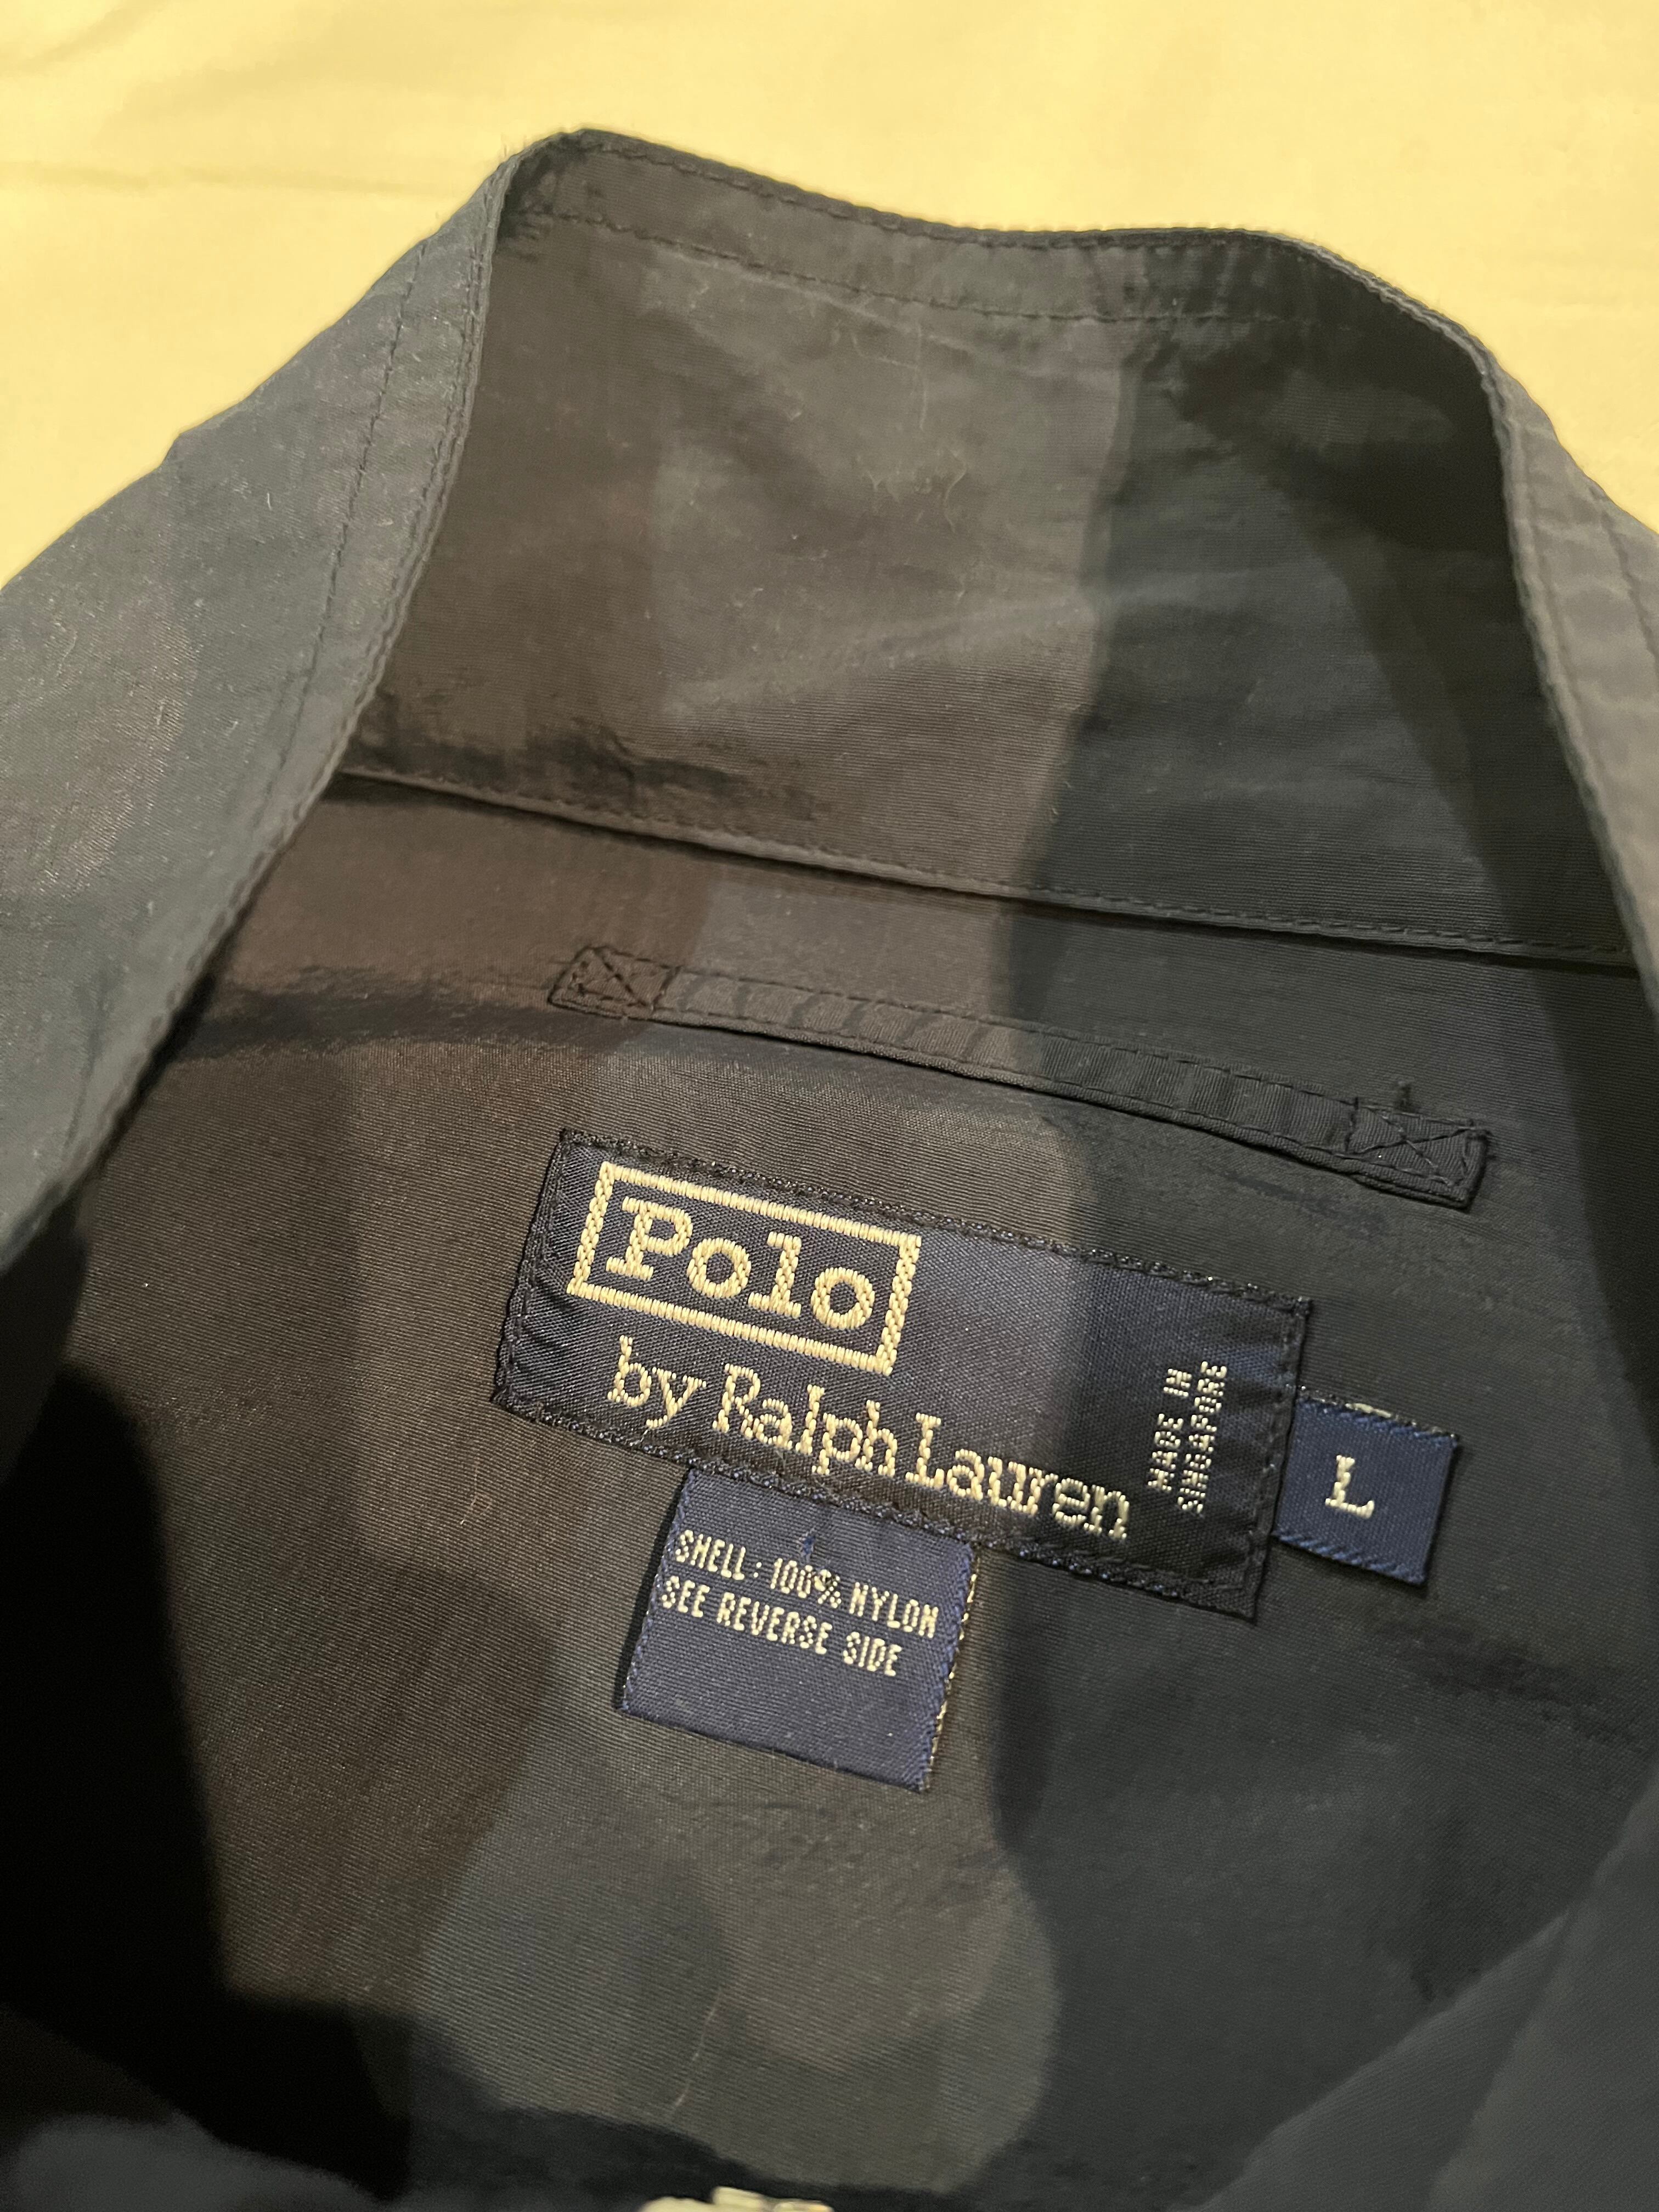 Polo
by Ralph Lauren
MADE IN
SINGAPORE
L
SHELL: 100% NYLON
SEE REVERSE SIDE